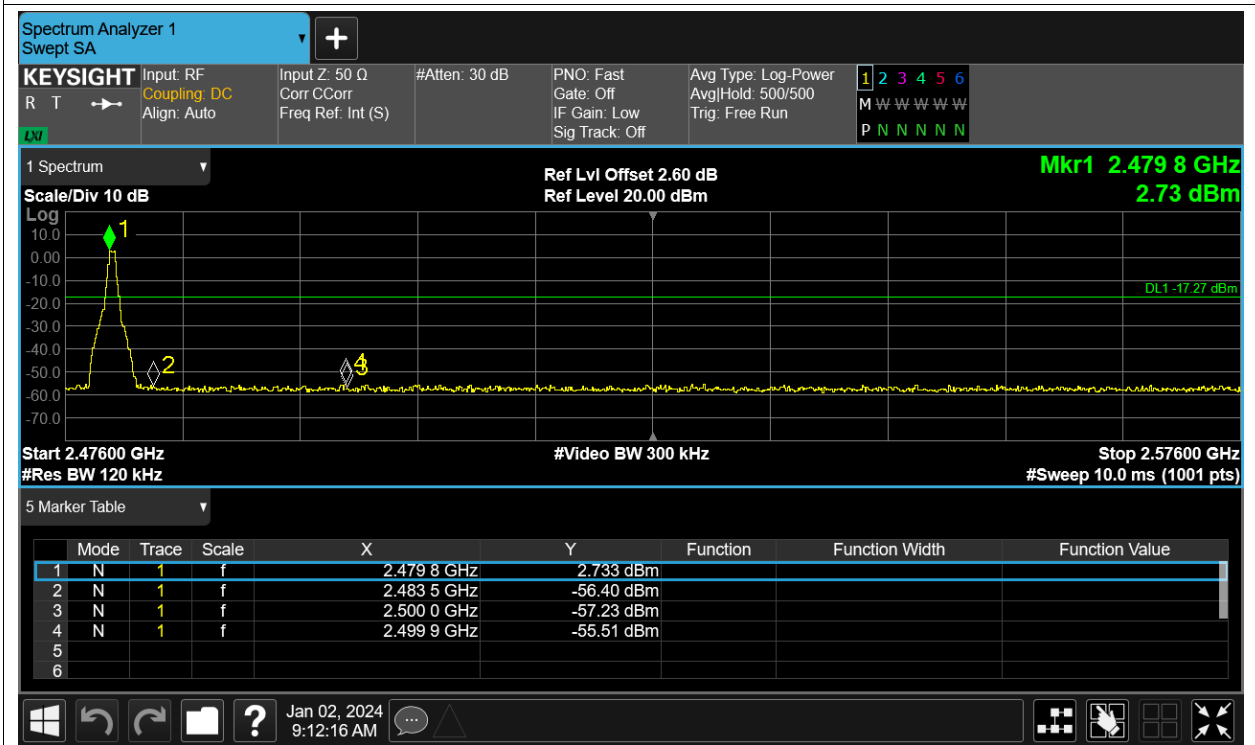 Spectrum Analyzer 1
Swept SA
KEYSIGHT
R T
LXI
Input: RF
Coupling: DC
Align: Auto
Input Z: 50 Ω
Corr CCorr
Freq Ref: Int (S)
#Atten: 30 dB
PNO: Fast
Gate: Off
IF Gain: Low
Sig Track: Off
Avg Type: Log-Power
Avg|Hold: 500/500
Trig: Free Run
1 2 3 4 5 6
M W W W W W
P N N N N N
1 Spectrum
Scale/Div 10 dB
Ref Lvl Offset 2.60 dB
Ref Level 20.00 dBm
Mkr1 2.479 8 GHz
2.73 dBm
Log
10.0
0.00
-10.0
-20.0
-30.0
-40.0
-50.0
-60.0
-70.0
1
2
4
3
DL1 -17.27 dBm
Start 2.47600 GHz
#Res BW 120 kHz
#Video BW 300 kHz
Stop 2.57600 GHz
#Sweep 10.0 ms (1001 pts)
5 Marker Table
Mode Trace Scale X Y Function Function Width Function Value
1 N 1 f 2.479 8 GHz 2.733 dBm
2 N 1 f 2.483 5 GHz -56.40 dBm
3 N 1 f 2.500 0 GHz -57.23 dBm
4 N 1 f 2.499 9 GHz -55.51 dBm
5
6
?
Jan 02, 2024
9:12:16 AM